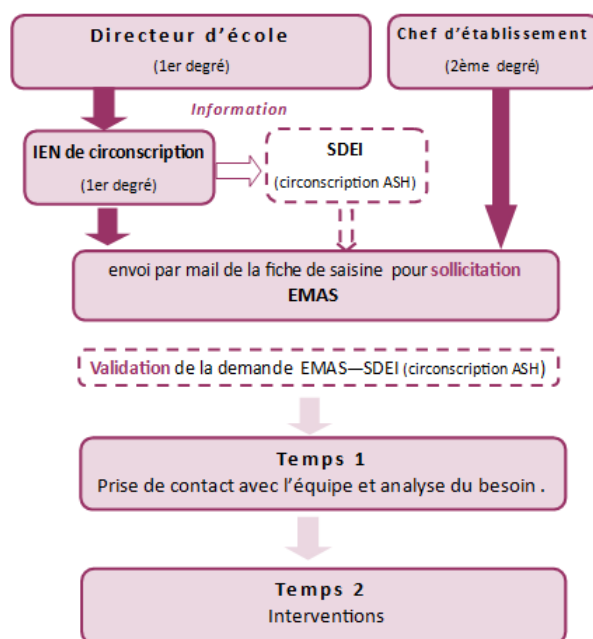 Directeur d'école
(1er degré)
Chef d'établissement
(2ème degré)
Information
IEN de circonscription
(1er degré)
SDEI
(circonscription ASH)
envoi par mail de la fiche de saisine pour sollicitation
EMAS
Validation de la demande EMAS—SDEI (circonscription ASH)
Temps 1
Prise de contact avec l'équipe et analyse du besoin .
Temps 2
Interventions